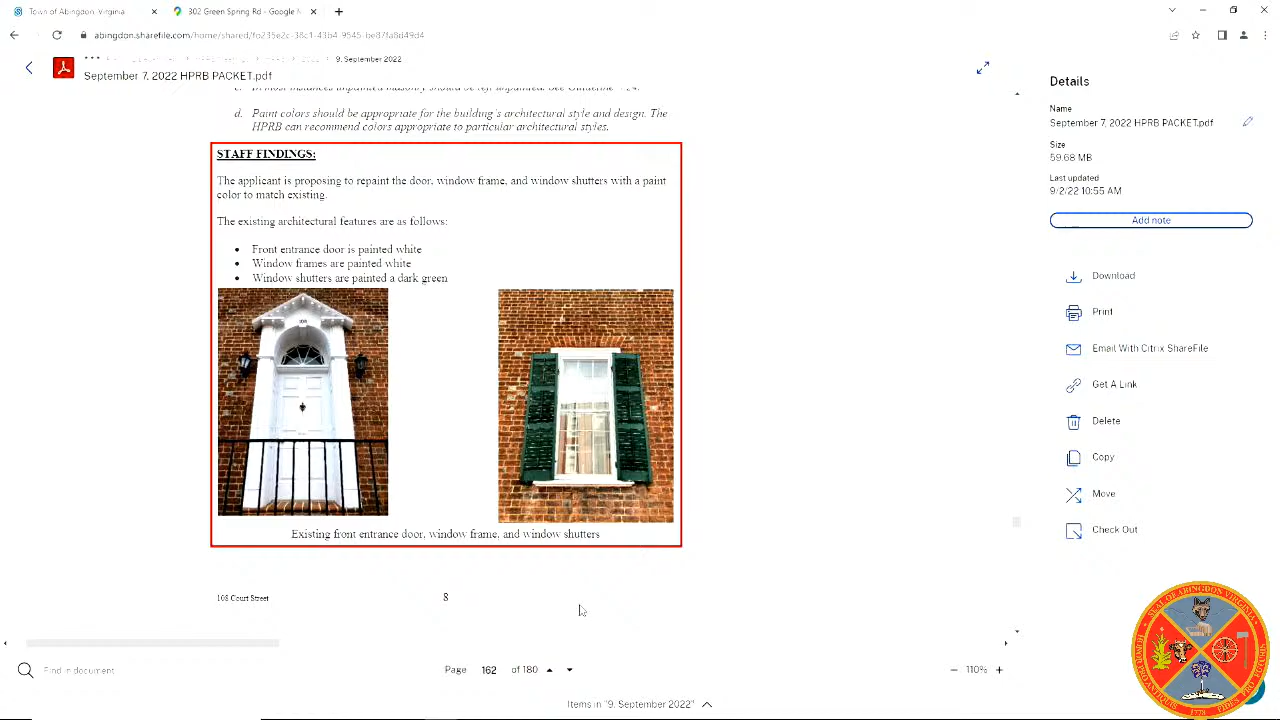 Town of Abingdon, Virginia
302 Green Spring Rd - Google M
abingdon.sharefile.com/home/shared/
9. September 2022
September 7, 2022 HPRB PACKET.pdf
d. Paint colors should be appropriate for the building's architectural style and design. The
HPRB can recommend colors appropriate to particular architectural styles.
STAFF FINDINGS:
The applicant is proposing to repaint the door, window frame, and window shutters with a paint
color to match existing.
The existing architectural features are as follows:
• Front entrance door is painted white
• Window frames are painted white
• Window shutters are painted a dark green
Existing front entrance door, window frame, and window shutters
108 Court Street
8
Find in document
Page 162 of 180
110%
Items in "9. September 2022"
Details
Name
September 7, 2022 HPRB PACKET.pdf
Size
59.68 MB
Last updated
9/2/22 10:55 AM
Add note
Download
Print
Email With Citrix ShareFile
Get A Link
Delete
Copy
Move
Check Out
SEAL OF ABINGDON VIRGINIA
1778